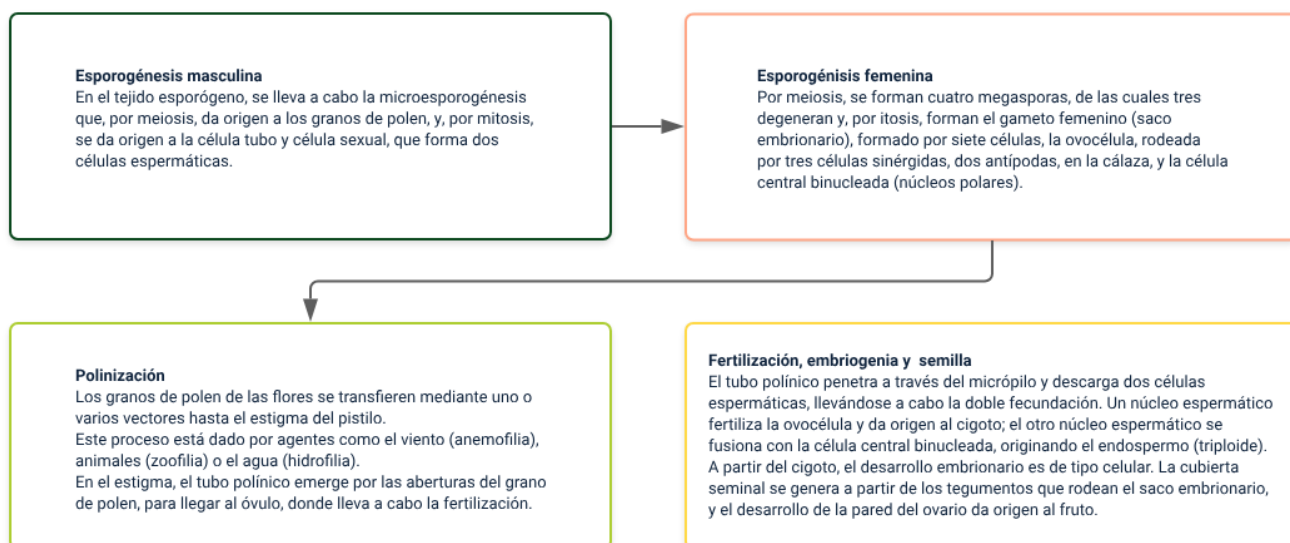 Esporogénesis masculina
En el tejido esporógeno, se lleva a cabo la microesporogénesis
que, por meiosis, da origen a los granos de polen, y, por mitosis,
se da origen a la célula tubo y célula sexual, que forma dos
células espermáticas.
Esporogénisis femenina
Por meiosis, se forman cuatro megasporas, de las cuales tres
degeneran y, por itosis, forman el gameto femenino (saco
embrionario), formado por siete células, la ovocélula, rodeada
por tres células sinérgidas, dos antípodas, en la cálaza, y la célula
central binucleada (núcleos polares).
Polinización
Los granos de polen de las flores se transfieren mediante uno o
varios vectores hasta el estigma del pistilo.
Este proceso está dado por agentes como el viento (anemofilia),
animales (zoofilia) o el agua (hidrofilia).
En el estigma, el tubo polínico emerge por las aberturas del grano
de polen, para llegar al óvulo, donde lleva a cabo la fertilización.
Fertilización, embriogenia y semilla
El tubo polínico penetra a través del micrópilo y descarga dos células
espermáticas, llevándose a cabo la doble fecundación. Un núcleo espermático
fertiliza la ovocélula y da origen al cigoto; el otro núcleo espermático se
fusiona con la célula central binucleada, originando el endospermo (triploide).
A partir del cigoto, el desarrollo embrionario es de tipo celular. La cubierta
seminal se genera a partir de los tegumentos que rodean el saco embrionario,
y el desarrollo de la pared del ovario da origen al fruto.